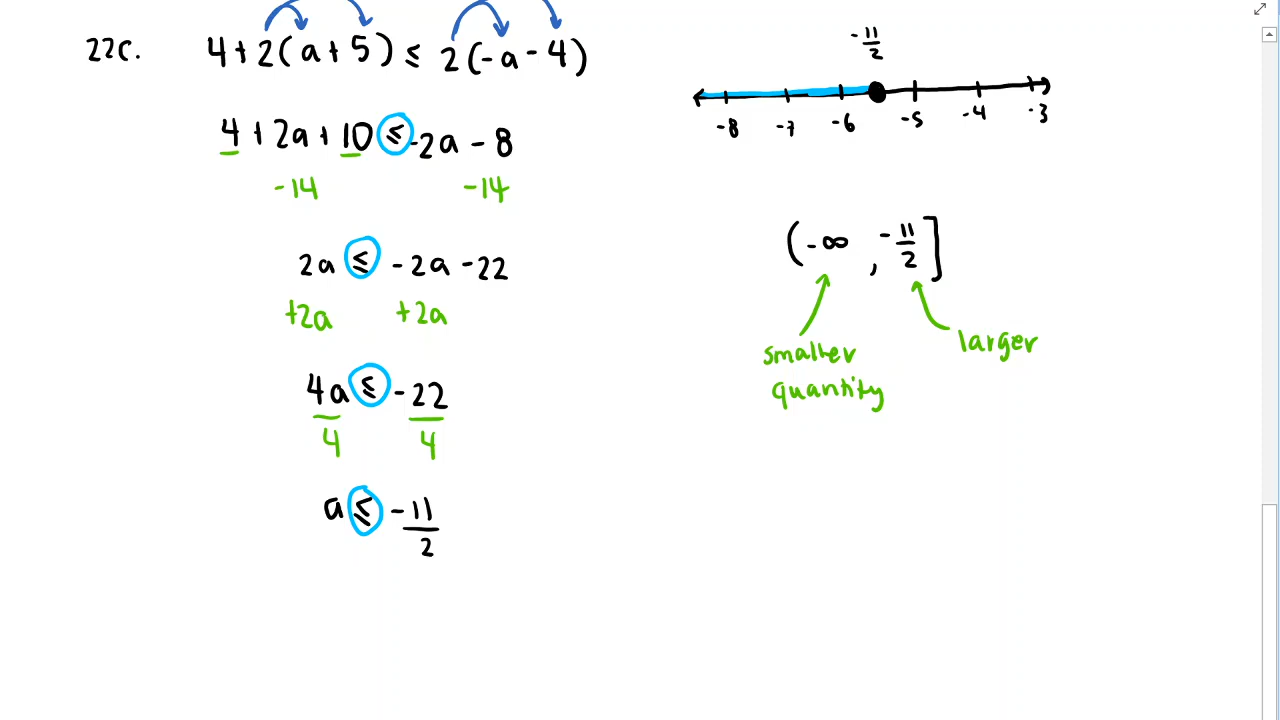 22c. 4 + 2(a + 5) ≤ 2(-a - 4)
4 + 2a + 10 ≤ -2a - 8
-14 -14
2a ≤ -2a -22
+2a +2a
4a ≤ -22
4 4
a ≤ -11
2
-11
2
-8 -7 -6 -5 -4 -3
(-∞ , -11/2]
smaller
quantity
larger